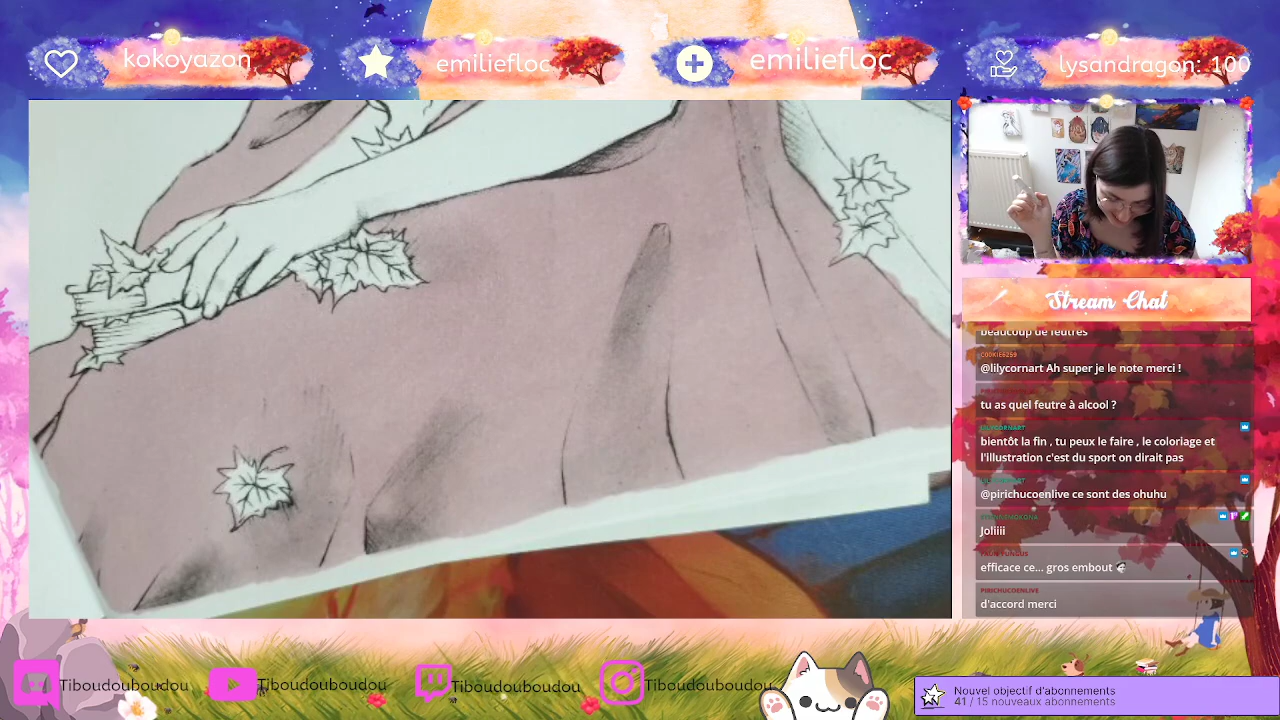 kokoyazon
emiliefloc
emiliefloc
lysandragon: 100
Stream Chat
beaucoup de feutres
COOKIE6259
@lilycornart Ah super je le note merci !
tu as quel feutre à alcool ?
LILYCORNART
bientôt la fin , tu peux le faire , le coloriage et
l'illustration c'est du sport on dirait pas
@pirichucoenlive ce sont des ohuhu
Joliiii
efficace ce... gros embout
PIRICHUCOENLIVE
d'accord merci
Tiboudouboudou
Tiboudouboudou
Tiboudouboudou
Tiboudouboudou
Nouvel objectif d'abonnements
41 / 15 nouveaux abonnements